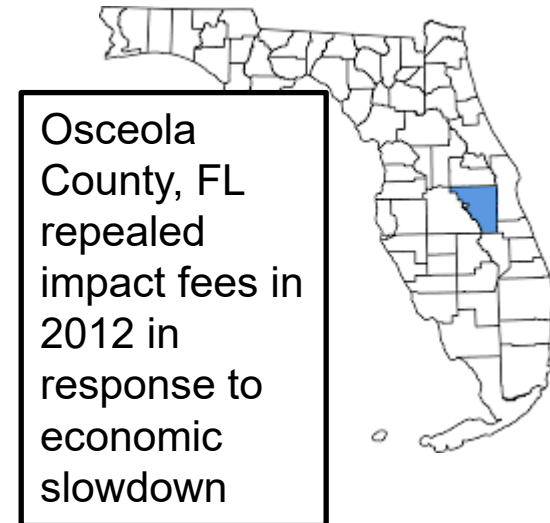 Osceola
County, FL
repealed
impact fees in
2012 in
response to
economic
slowdown